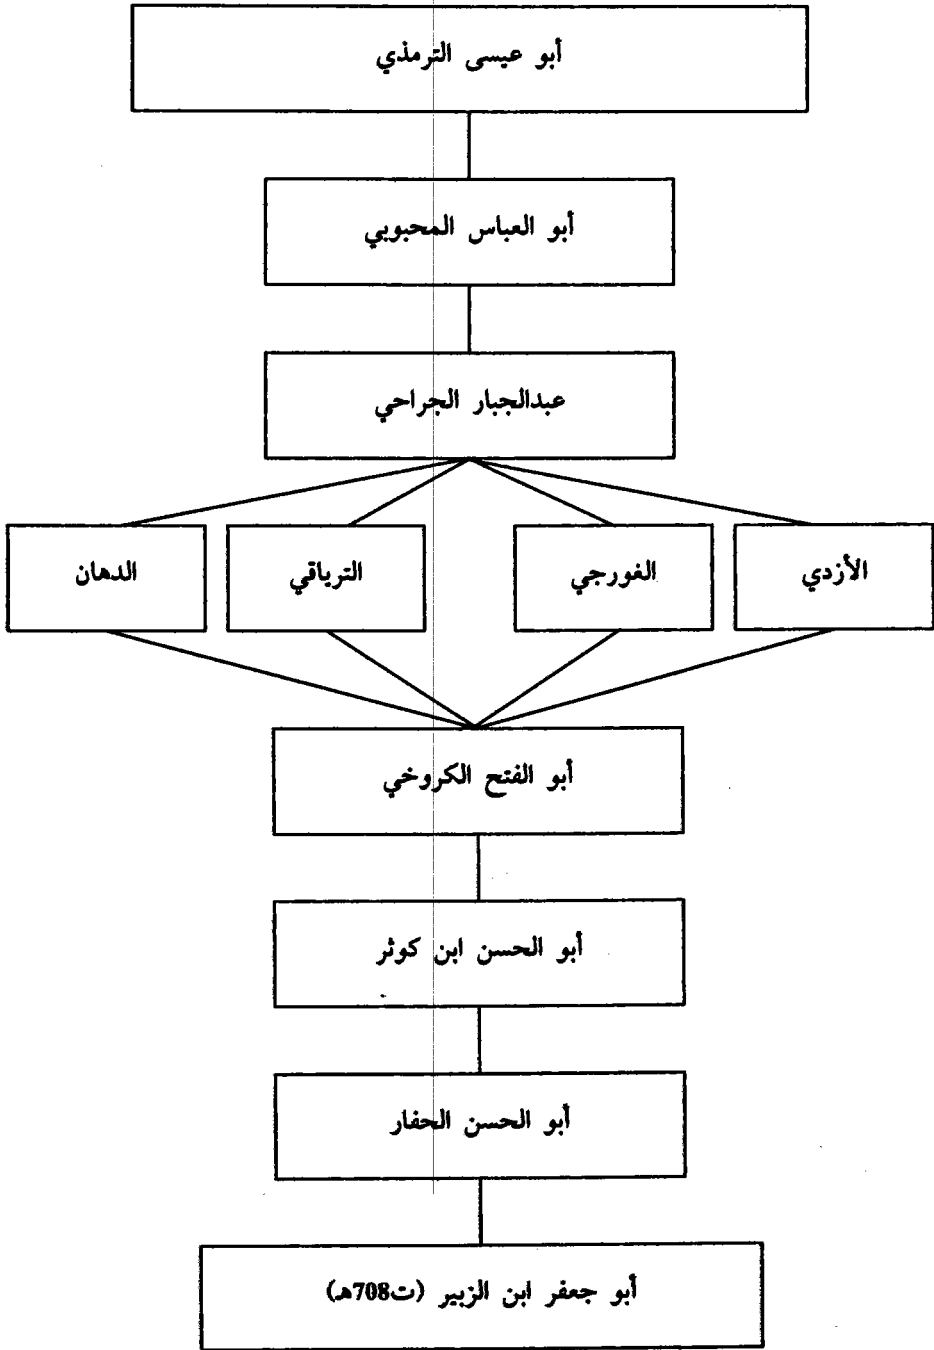 أبو عيسى الترمذي
أبو العباس المحبوبي
عبدالجبار الجراحي
الأزدي
الغورجي
الترياقي
الدهان
أبو الفتح الكروخي
أبو الحسن ابن كوثر
أبو الحسن الحفار
أبو جعفر ابن الزبير (ت708هـ)